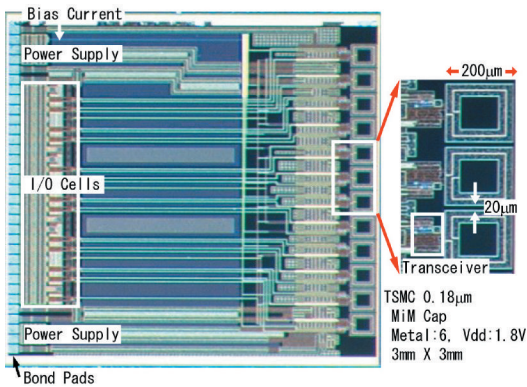 Bias Current
Power Supply
I/O Cells
Power Supply
Bond Pads
200μm
20μm
Transceiver
TSMC 0.18μm
MiM Cap
Metal:6, Vdd:1.8V
3mm X 3mm